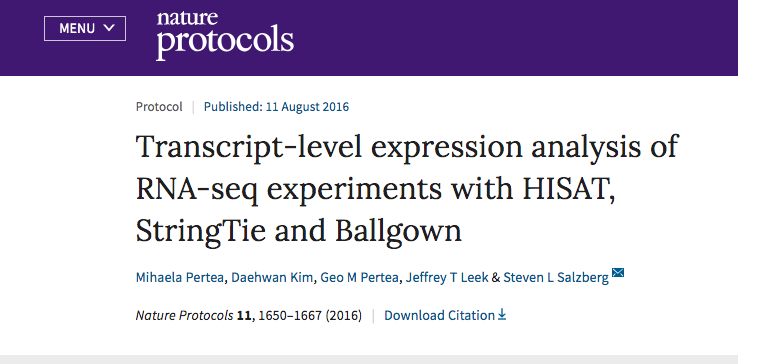 MENU
nature
protocols
Protocol | Published: 11 August 2016
Transcript-level expression analysis of
RNA-seq experiments with HISAT,
StringTie and Ballgown
Mihaela Pertea, Daehwan Kim, Geo M Pertea, Jeffrey T Leek & Steven L Salzberg
Nature Protocols 11, 1650–1667 (2016) | Download Citation